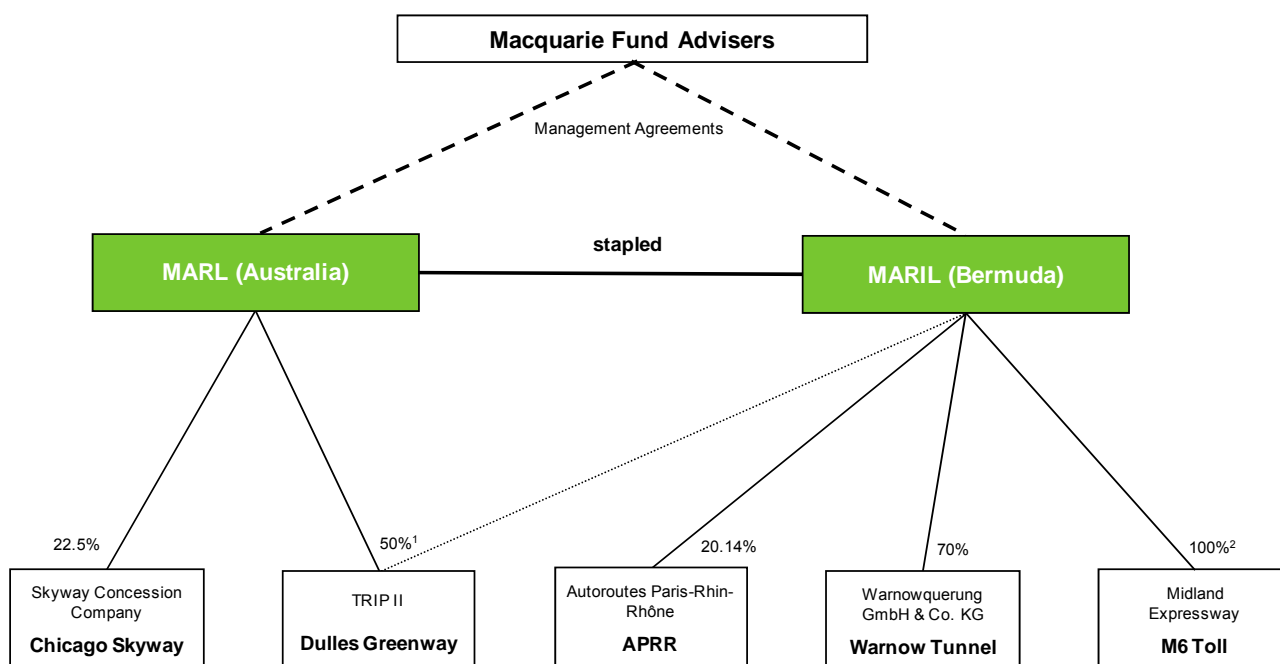 Macquarie Fund Advisers
Management Agreements
stapled
MARL (Australia)
MARIL (Bermuda)
22.5%
50%¹
20.14%
70%
100%²
Skyway Concession
Company
Chicago Skyway
TRIP II
Dulles Greenway
Autoroutes Paris-Rhin-
Rhône
APRR
Warnowquerung
GmbH & Co. KG
Warnow Tunnel
Midland
Expressway
M6 Toll